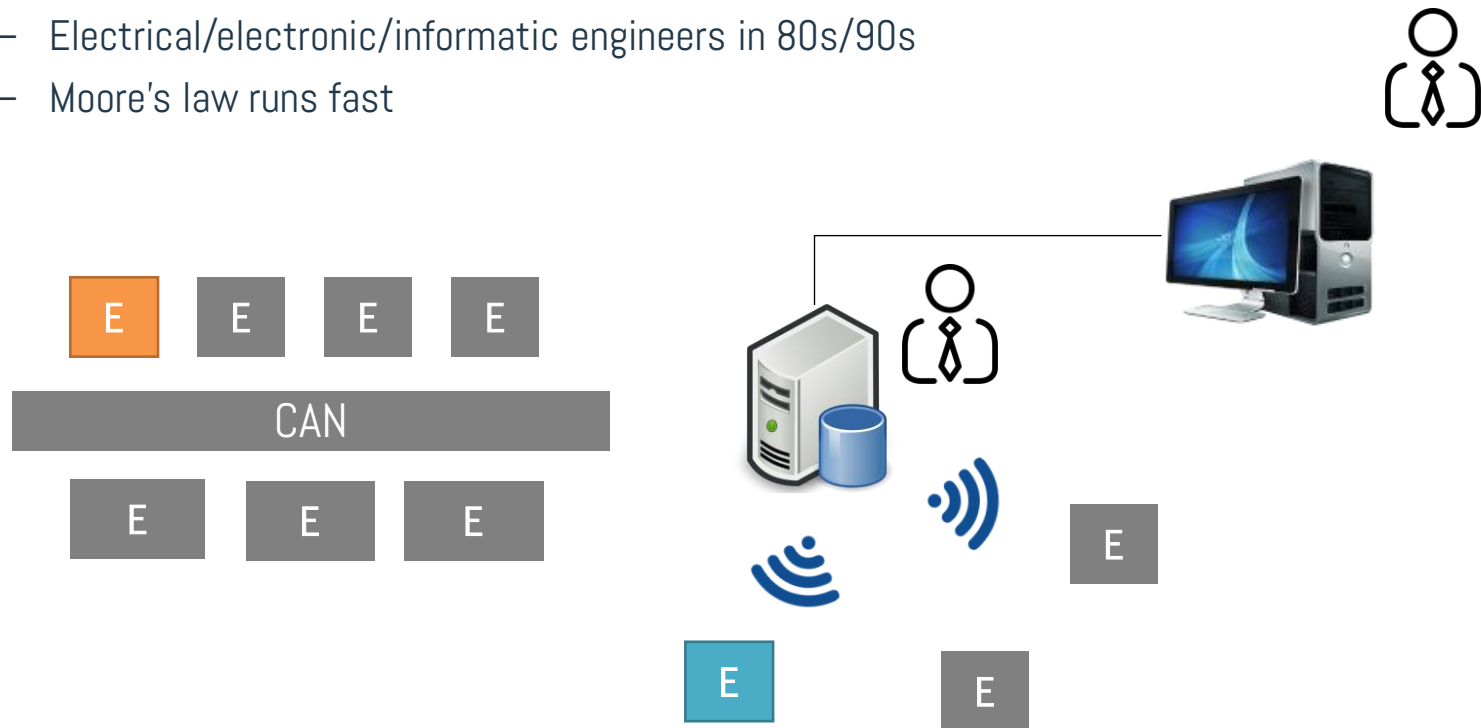 – Electrical/electronic/informatic engineers in 80s/90s
– Moore's law runs fast
E E E E
CAN
E E E
E
E
E